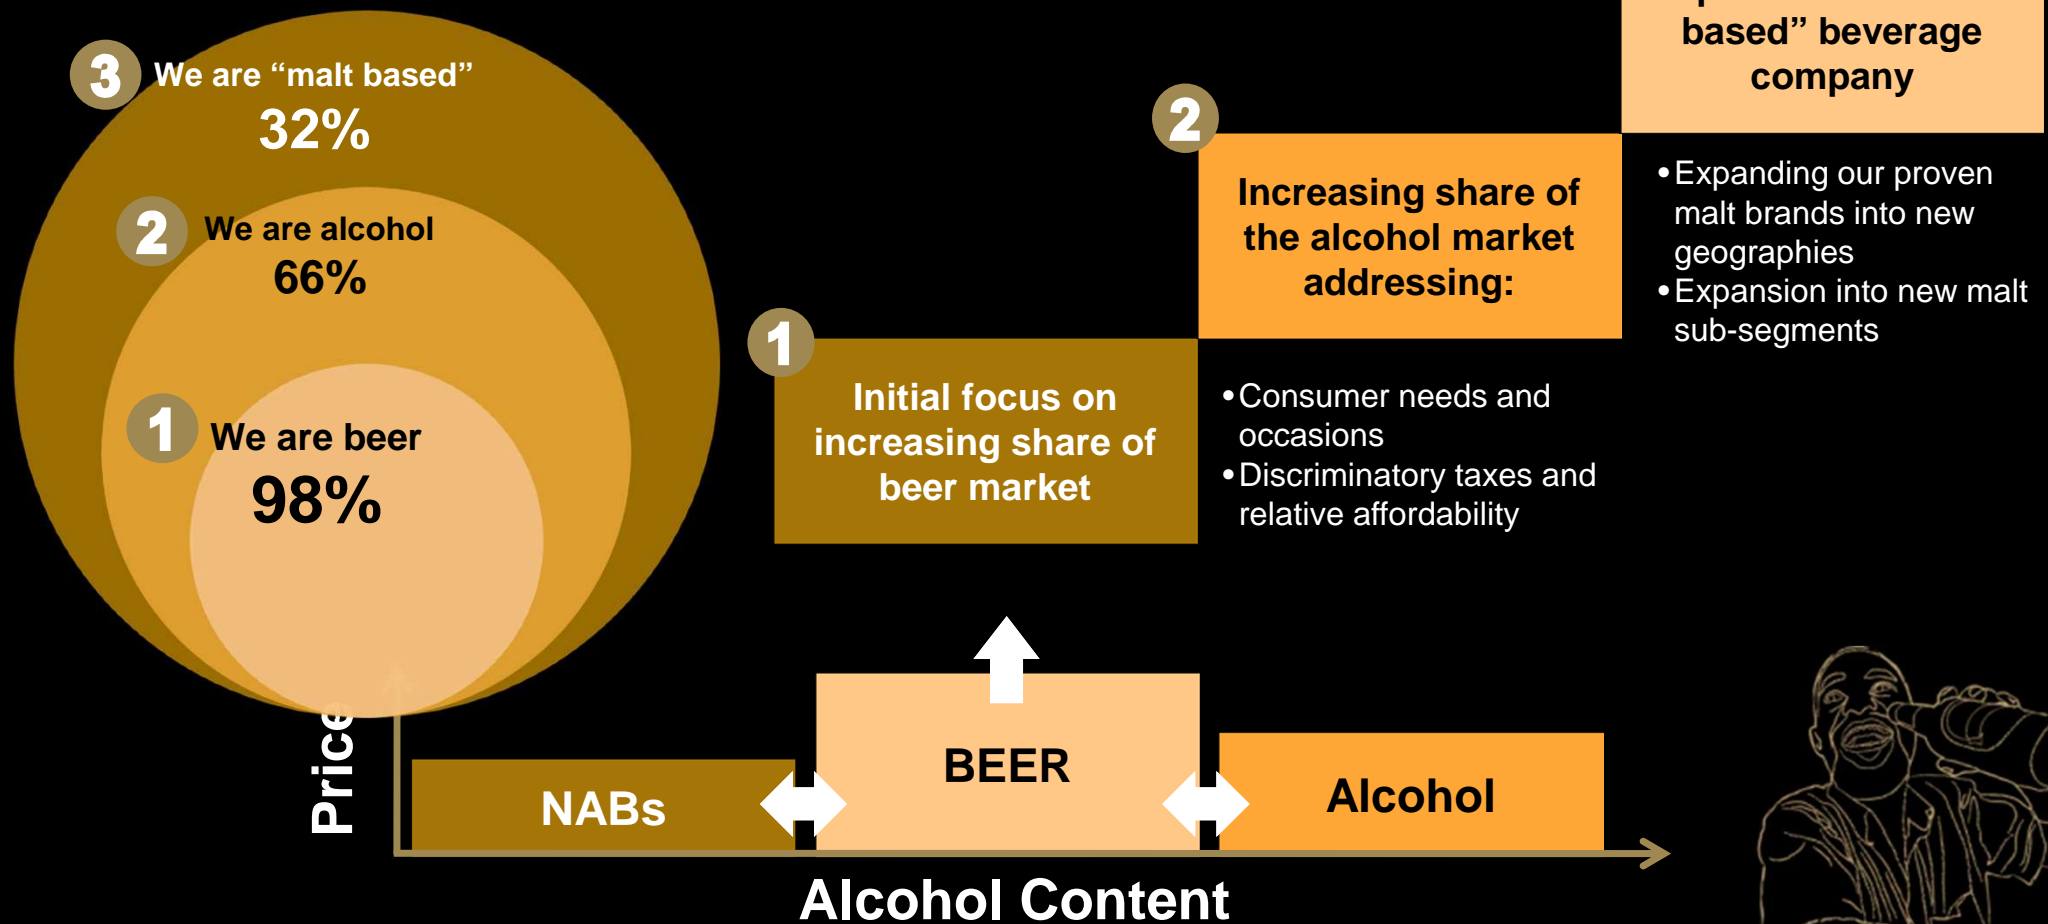 3
We are “malt based”
32%
2
We are alcohol
66%
1
We are beer
98%
1
Initial focus on
increasing share of
beer market
2
Increasing share of
the alcohol market
addressing:
•Consumer needs and
occasions
•Discriminatory taxes and
relative affordability
based” beverage
company
•Expanding our proven
malt brands into new
geographies
•Expansion into new malt
sub-segments
Price
NABs
BEER
Alcohol
Alcohol Content